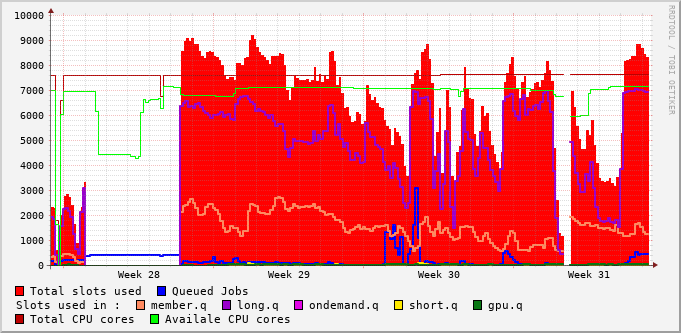 RRDTOOL / TOBI OETIKER
10000
9000
8000
7000
6000
5000
4000
3000
2000
1000
0
Week 28 Week 29 Week 30 Week 31
Total slots used Queued Jobs
Slots used in : member.q long.q ondemand.q short.q gpu.q
Total CPU cores Availale CPU cores